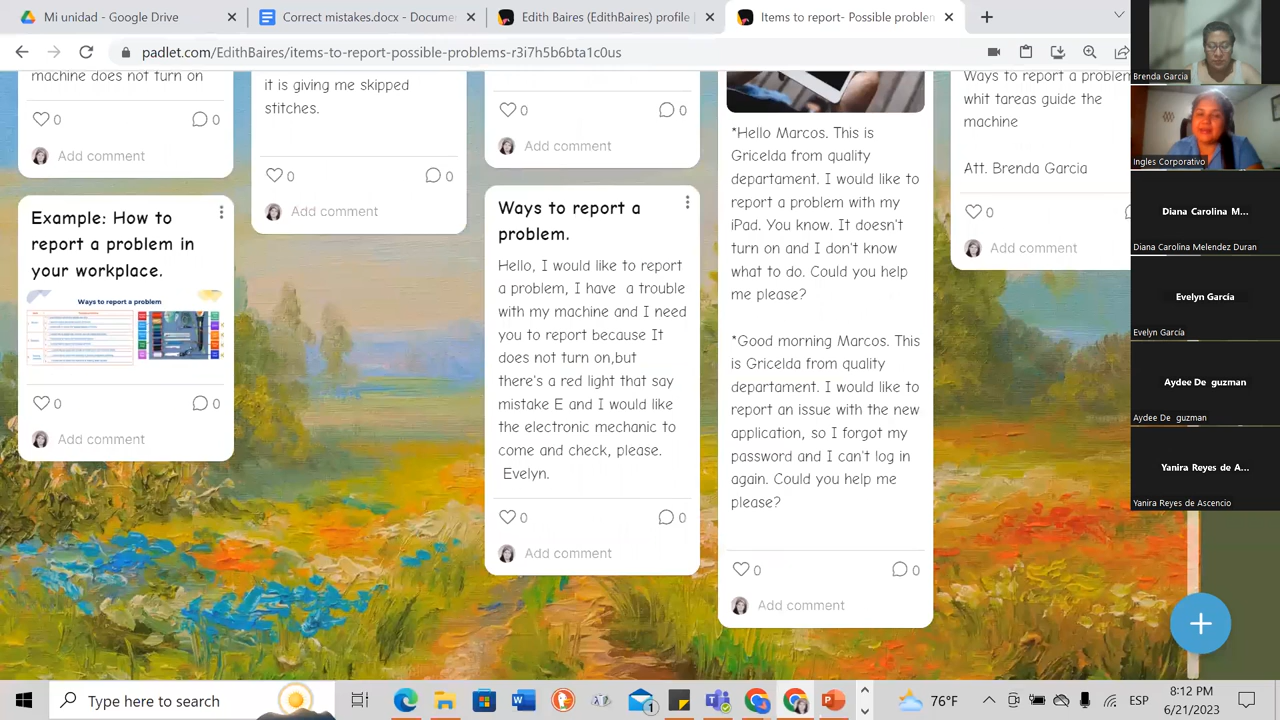 Mi unidad - Google Drive
Correct mistakes.docx - Docume
Edith Baires (EdithBaires) profile
Items to report- Possible problem
padlet.com/EdithBaires/items-to-report-possible-problems-r3i7h5b6bta1c0us
machine does not turn on
0
0
Add comment
Example: How to
report a problem in
your workplace.
Ways to report a problem
0
0
Add comment
it is giving me skipped
stitches.
0
0
Add comment
0
0
Add comment
Ways to report a
problem.
Hello, I would like to report
a problem, I have a trouble
with my machine and I need
you to report because It
does not turn on,but
there's a red light that say
mistake E and I would like
the electronic mechanic to
come and check, please.
Evelyn
0
0
Add comment
*Hello Marcos. This is
Gricelda from quality
departament. I would like to
report a problem with my
iPad. You know. It doesn't
turn on and I don't know
what to do. Could you help
me please?
*Good morning Marcos. This
is Gricelda from quality
departament. I would like to
report an issue with the new
application, so I forgot my
password and I can't log in
again. Could you help me
please?
0
0
Add comment
Ways to report a problem
whit tareas guide the
machine
Att. Brenda Garcia
0
Add comment
Brenda Garcia
Ingles Corporativo
Diana Carolina M...
Diana Carolina Melendez Duran
Evelyn García
Evelyn García
Aydee De guzman
Aydee De guzman
Yanira Reyes de A...
Yanira Reyes de Ascencio
Type here to search
76°F
ESP
8:12 PM
6/21/2023